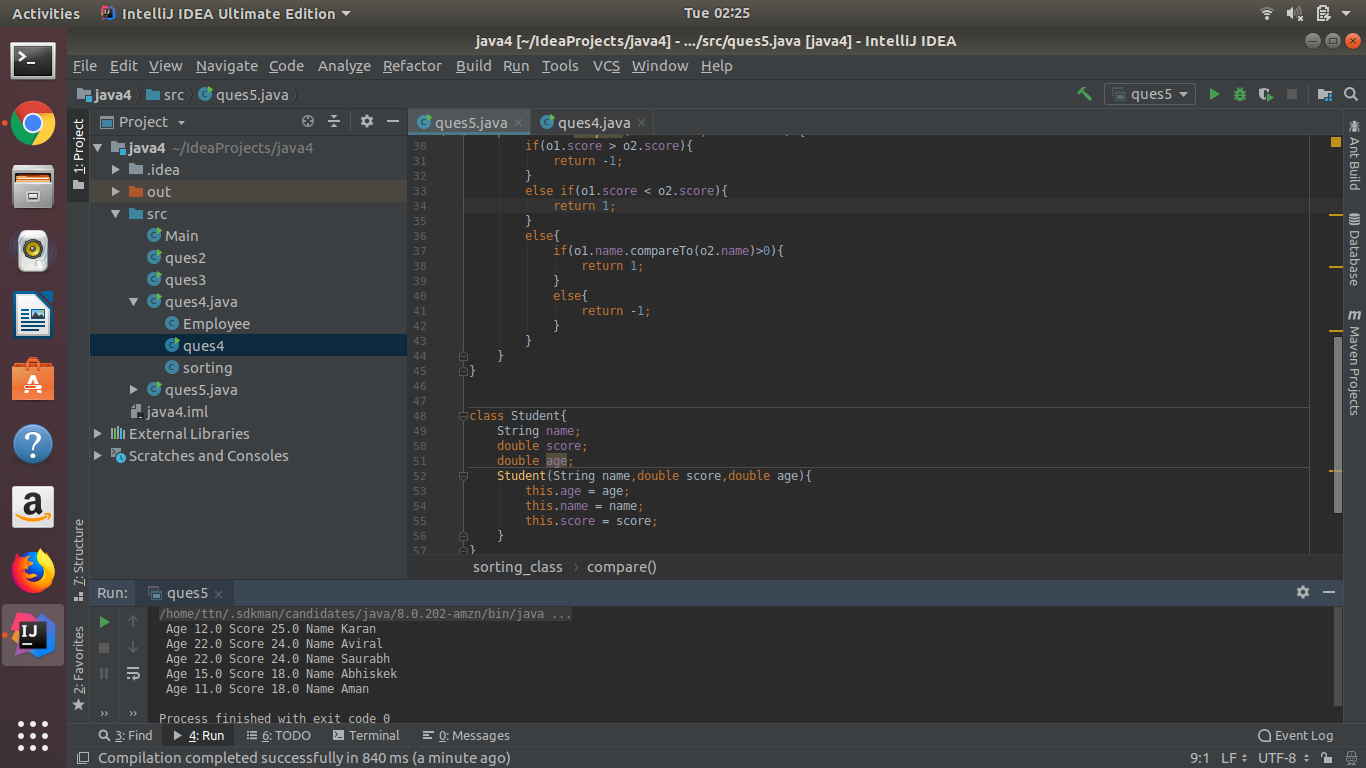 Activities IntelliJ IDEA Ultimate Edition Tue 02:25
java4 [~/IdeaProjects/java4] - .../src/ques5.java [java4] - IntelliJ IDEA
File Edit View Navigate Code Analyze Refactor Build Run Tools VCS Window Help
java4 src ques5.java ques5
1: Project
Project
java4 ~/IdeaProjects/java4
.idea
out
src
Main
ques2
ques3
ques4.java
Employee
ques4
sorting
ques5.java
java4.iml
External Libraries
Scratches and Consoles
7: Structure
2: Favorites
ques5.java ques4.java
30 if(o1.score > o2.score){
31 return -1;
32 }
33 else if(o1.score < o2.score){
34 return 1;
35 }
36 else{
37 if(o1.name.compareTo(o2.name)>0){
38 return 1;
39 }
40 else{
41 return -1;
42 }
43 }
44 }
45 }
46
47
48 class Student{
49 String name;
50 double score;
51 double age;
52 Student(String name,double score,double age){
53 this.age = age;
54 this.name = name;
55 this.score = score;
56 }
57 }
sorting_class › compare()
Ant Build
Database
Maven Projects
Run: ques5
/home/ttn/.sdkman/candidates/java/8.0.202-amzn/bin/java ...
Age 12.0 Score 25.0 Name Karan
Age 22.0 Score 24.0 Name Aviral
Age 22.0 Score 24.0 Name Saurabh
Age 15.0 Score 18.0 Name Abhiskek
Age 11.0 Score 18.0 Name Aman
Process finished with exit code 0
3: Find 4: Run 6: TODO Terminal 0: Messages Event Log
Compilation completed successfully in 840 ms (a minute ago) 9:1 LF UTF-8